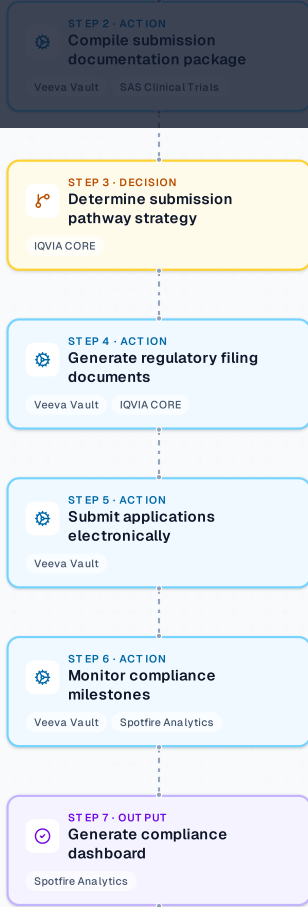 STEP 2 · ACTION
Compile submission
documentation package
Veeva Vault SAS Clinical Trials
STEP 3 · DECISION
Determine submission
pathway strategy
IQVIA CORE
STEP 4 · ACTION
Generate regulatory filing
documents
Veeva Vault IQVIA CORE
STEP 5 · ACTION
Submit applications
electronically
Veeva Vault
STEP 6 · ACTION
Monitor compliance
milestones
Veeva Vault Spotfire Analytics
STEP 7 · OUTPUT
Generate compliance
dashboard
Spotfire Analytics